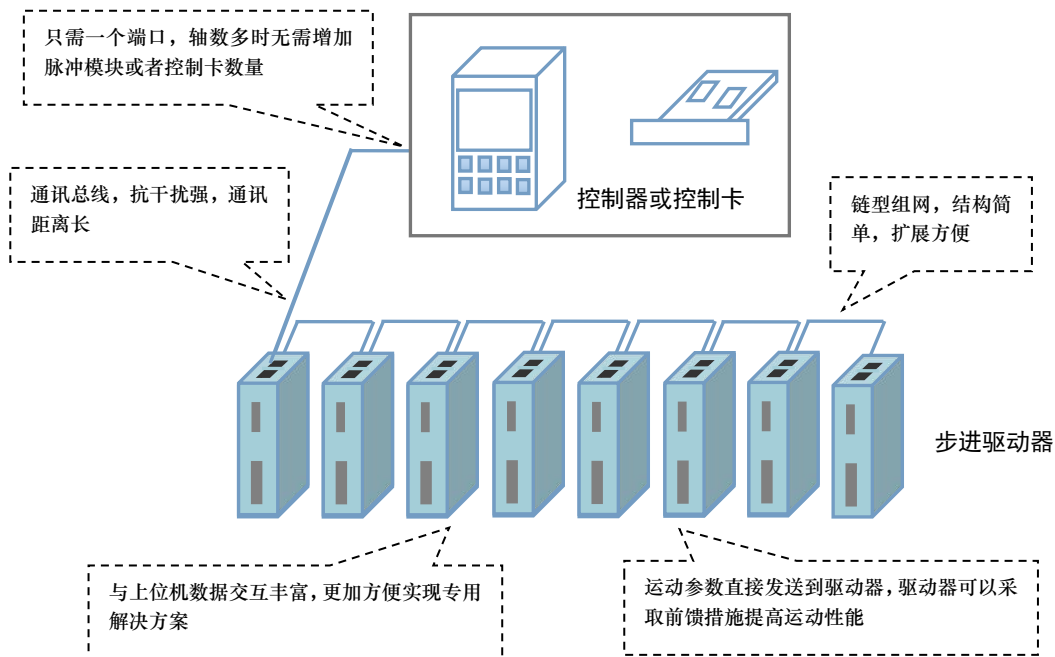 只需一个端口，轴数多时无需增加
脉冲模块或者控制卡数量
通讯总线，抗干扰强，通讯
距离长
控制器或控制卡
链型组网，结构简
单，扩展方便
步进驱动器
与上位机数据交互丰富，更加方便实现专用
解决方案
运动参数直接发送到驱动器，驱动器可以采
取前馈措施提高运动性能